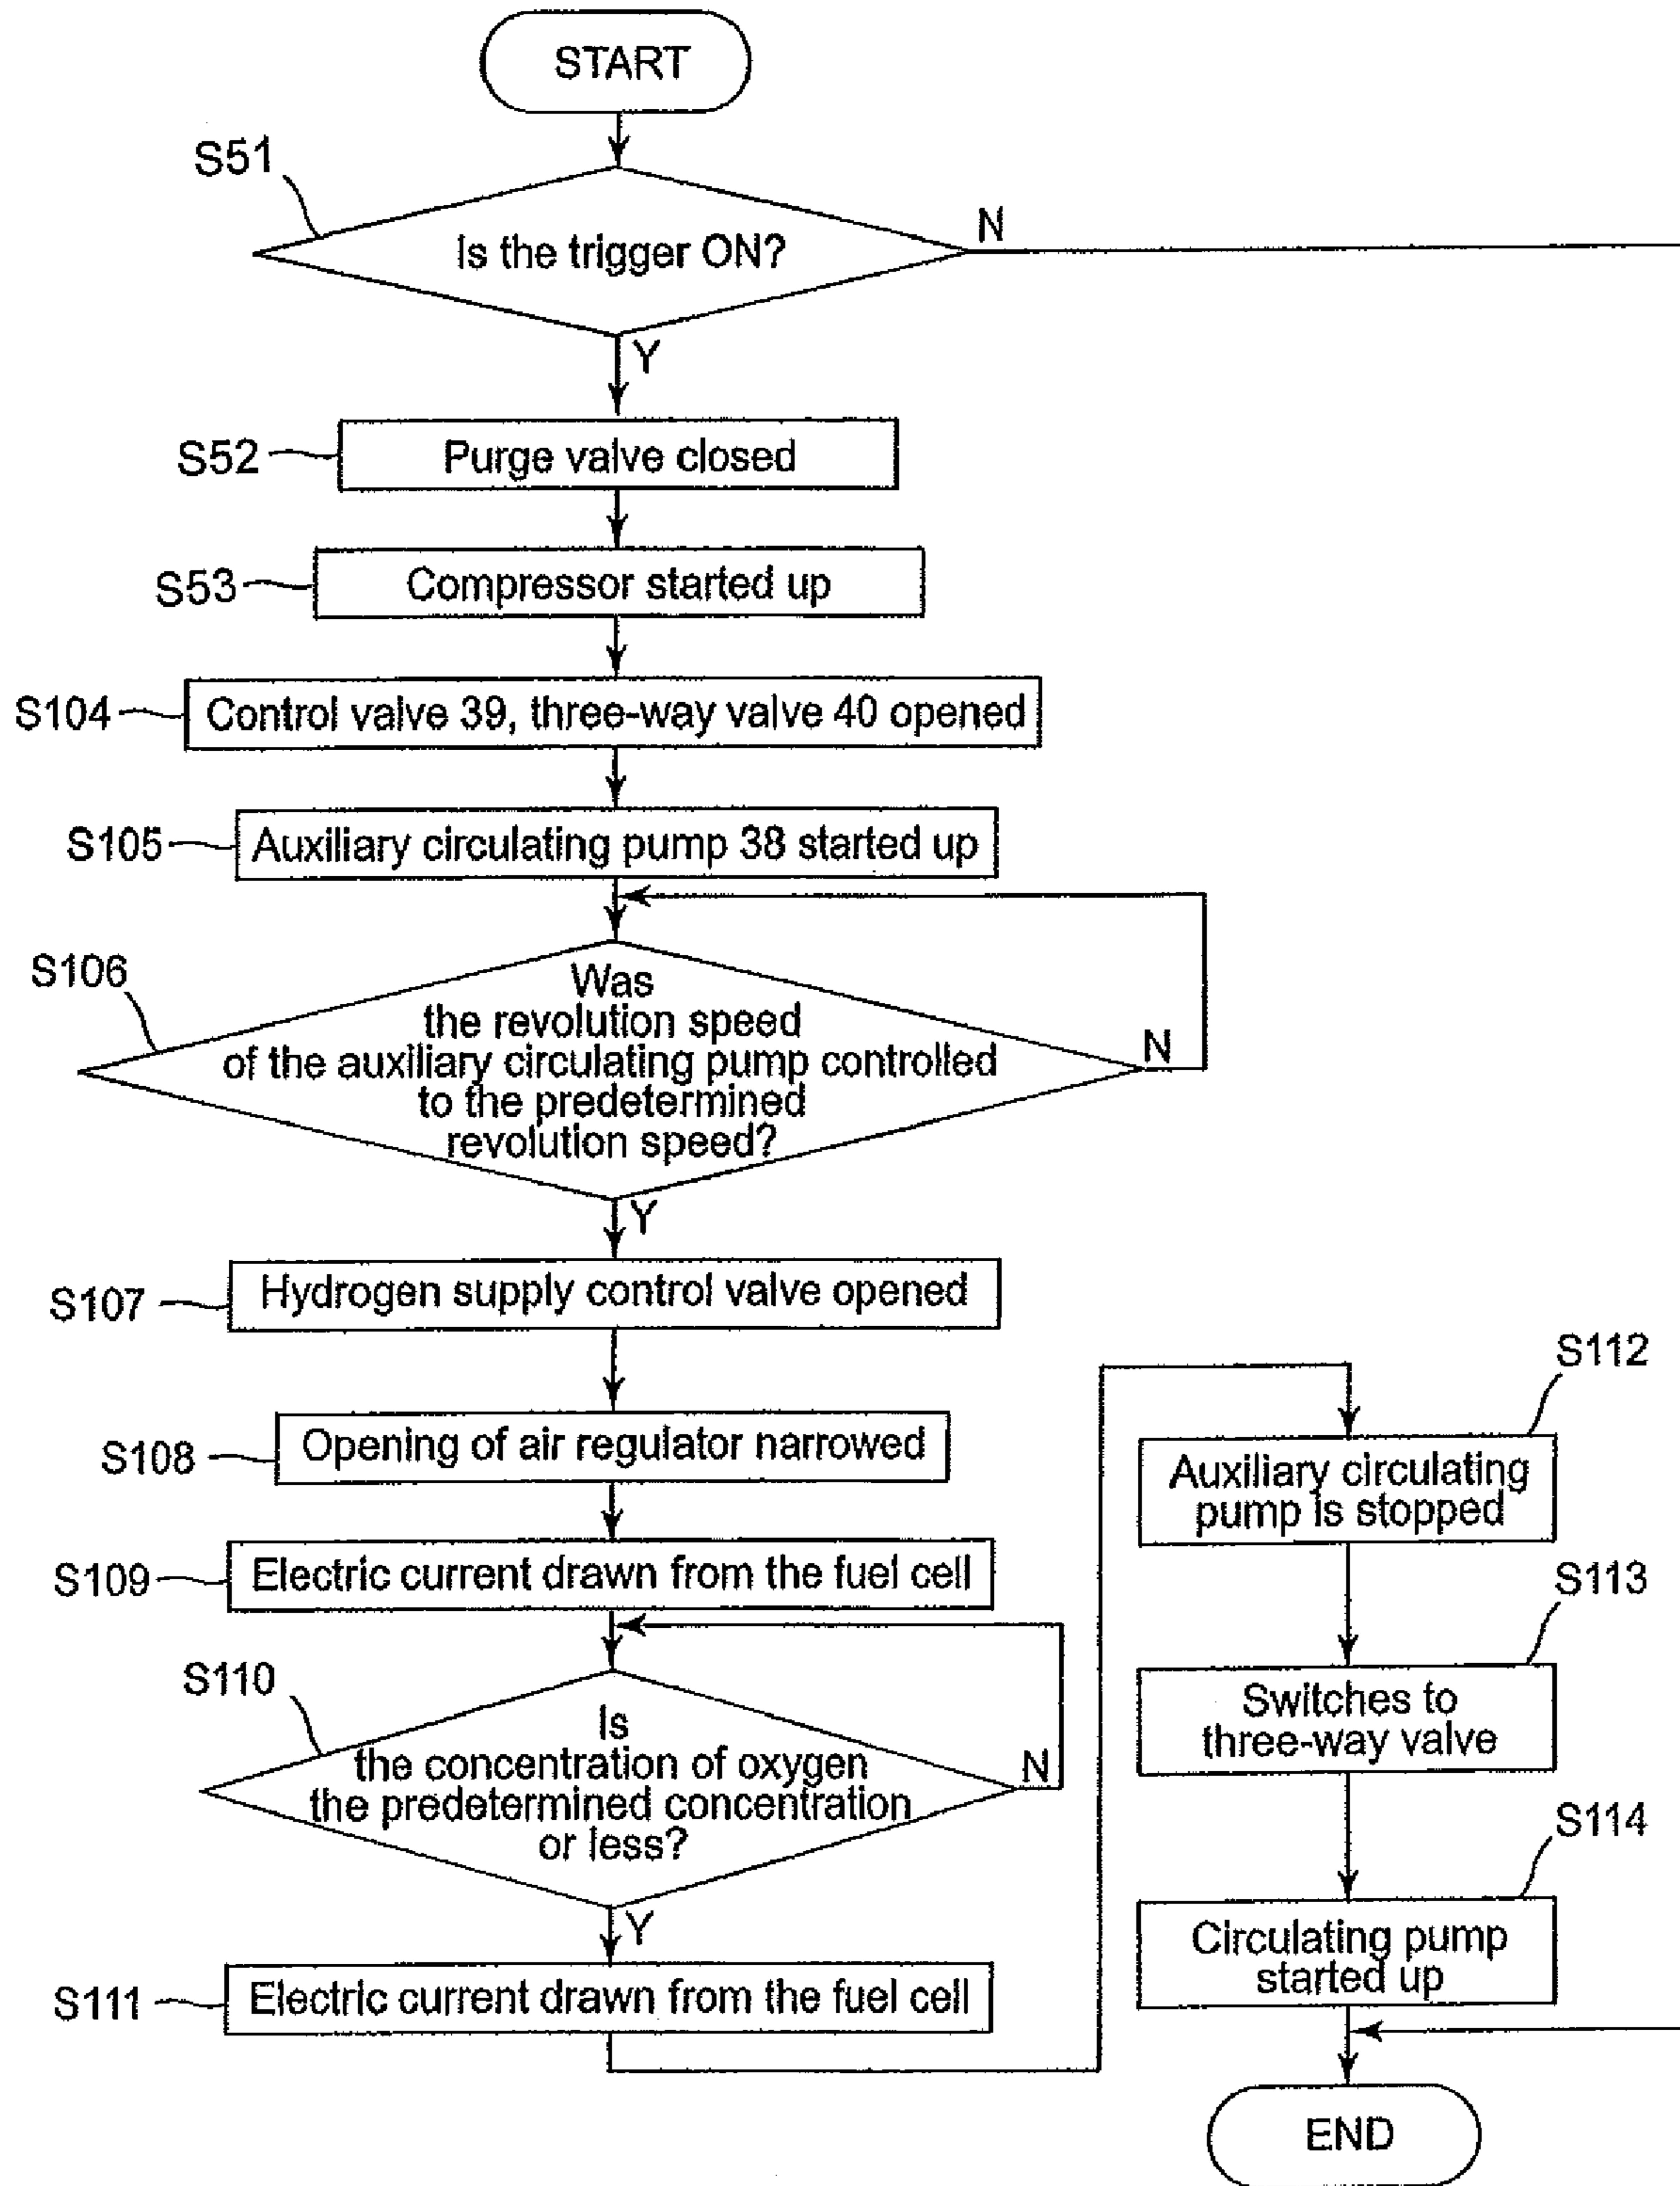 START
S51
Is the trigger ON?
N
Y
S52
Purge valve closed
S53
Compressor started up
S104
Control valve 39, three-way valve 40 opened
S105
Auxiliary circulating pump 38 started up
S106
Was
the revolution speed
of the auxiliary circulating pump controlled
to the predetermined
revolution speed?
N
Y
S107
Hydrogen supply control valve opened
S108
Opening of air regulator narrowed
S109
Electric current drawn from the fuel cell
S110
Is
the concentration of oxygen
the predetermined concentration
or less?
N
Y
S111
Electric current drawn from the fuel cell
S112
Auxiliary circulating
pump is stopped
S113
Switches to
three-way valve
S114
Circulating pump
started up
END